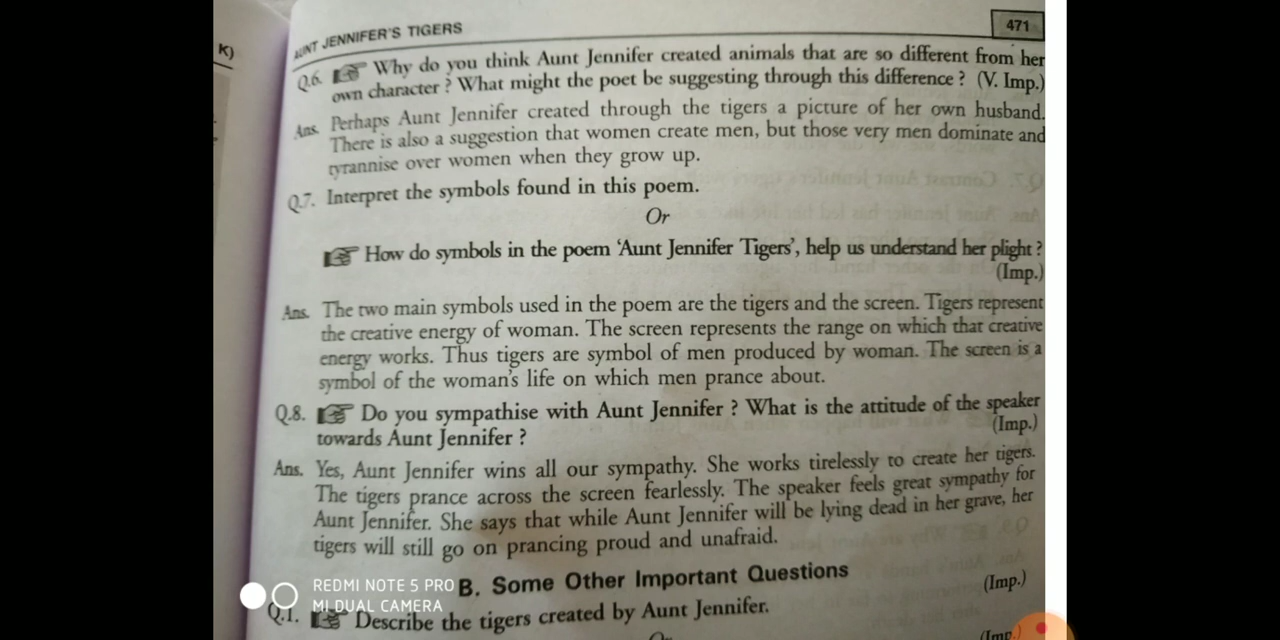 K)
AUNT JENNIFER'S TIGERS
471
Q.6. Why do you think Aunt Jennifer created animals that are so different from her
own character ? What might the poet be suggesting through this difference ? (V. Imp.)
Ans. Perhaps Aunt Jennifer created through the tigers a picture of her own husband.
There is also a suggestion that women create men, but those very men dominate and
tyrannise over women when they grow up.
Q.7. Interpret the symbols found in this poem.
Or
How do symbols in the poem 'Aunt Jennifer Tigers', help us understand her plight ?
(Imp.)
Ans. The two main symbols used in the poem are the tigers and the screen. Tigers represent
the creative energy of woman. The screen represents the range on which that creative
energy works. Thus tigers are symbol of men produced by woman. The screen is a
symbol of the woman's life on which men prance about.
Q.8. Do you sympathise with Aunt Jennifer ? What is the attitude of the speaker
towards Aunt Jennifer ?
(Imp.)
Ans. Yes, Aunt Jennifer wins all our sympathy. She works tirelessly to create her tigers.
The tigers prance across the screen fearlessly. The speaker feels great sympathy for
Aunt Jennifer. She says that while Aunt Jennifer will be lying dead in her grave, her
tigers will still go on prancing proud and unafraid.
B. Some Other Important Questions
(Imp.)
Q.1. Describe the tigers created by Aunt Jennifer.
Or
(Imp.)
REDMI NOTE 5 PRO
MI DUAL CAMERA